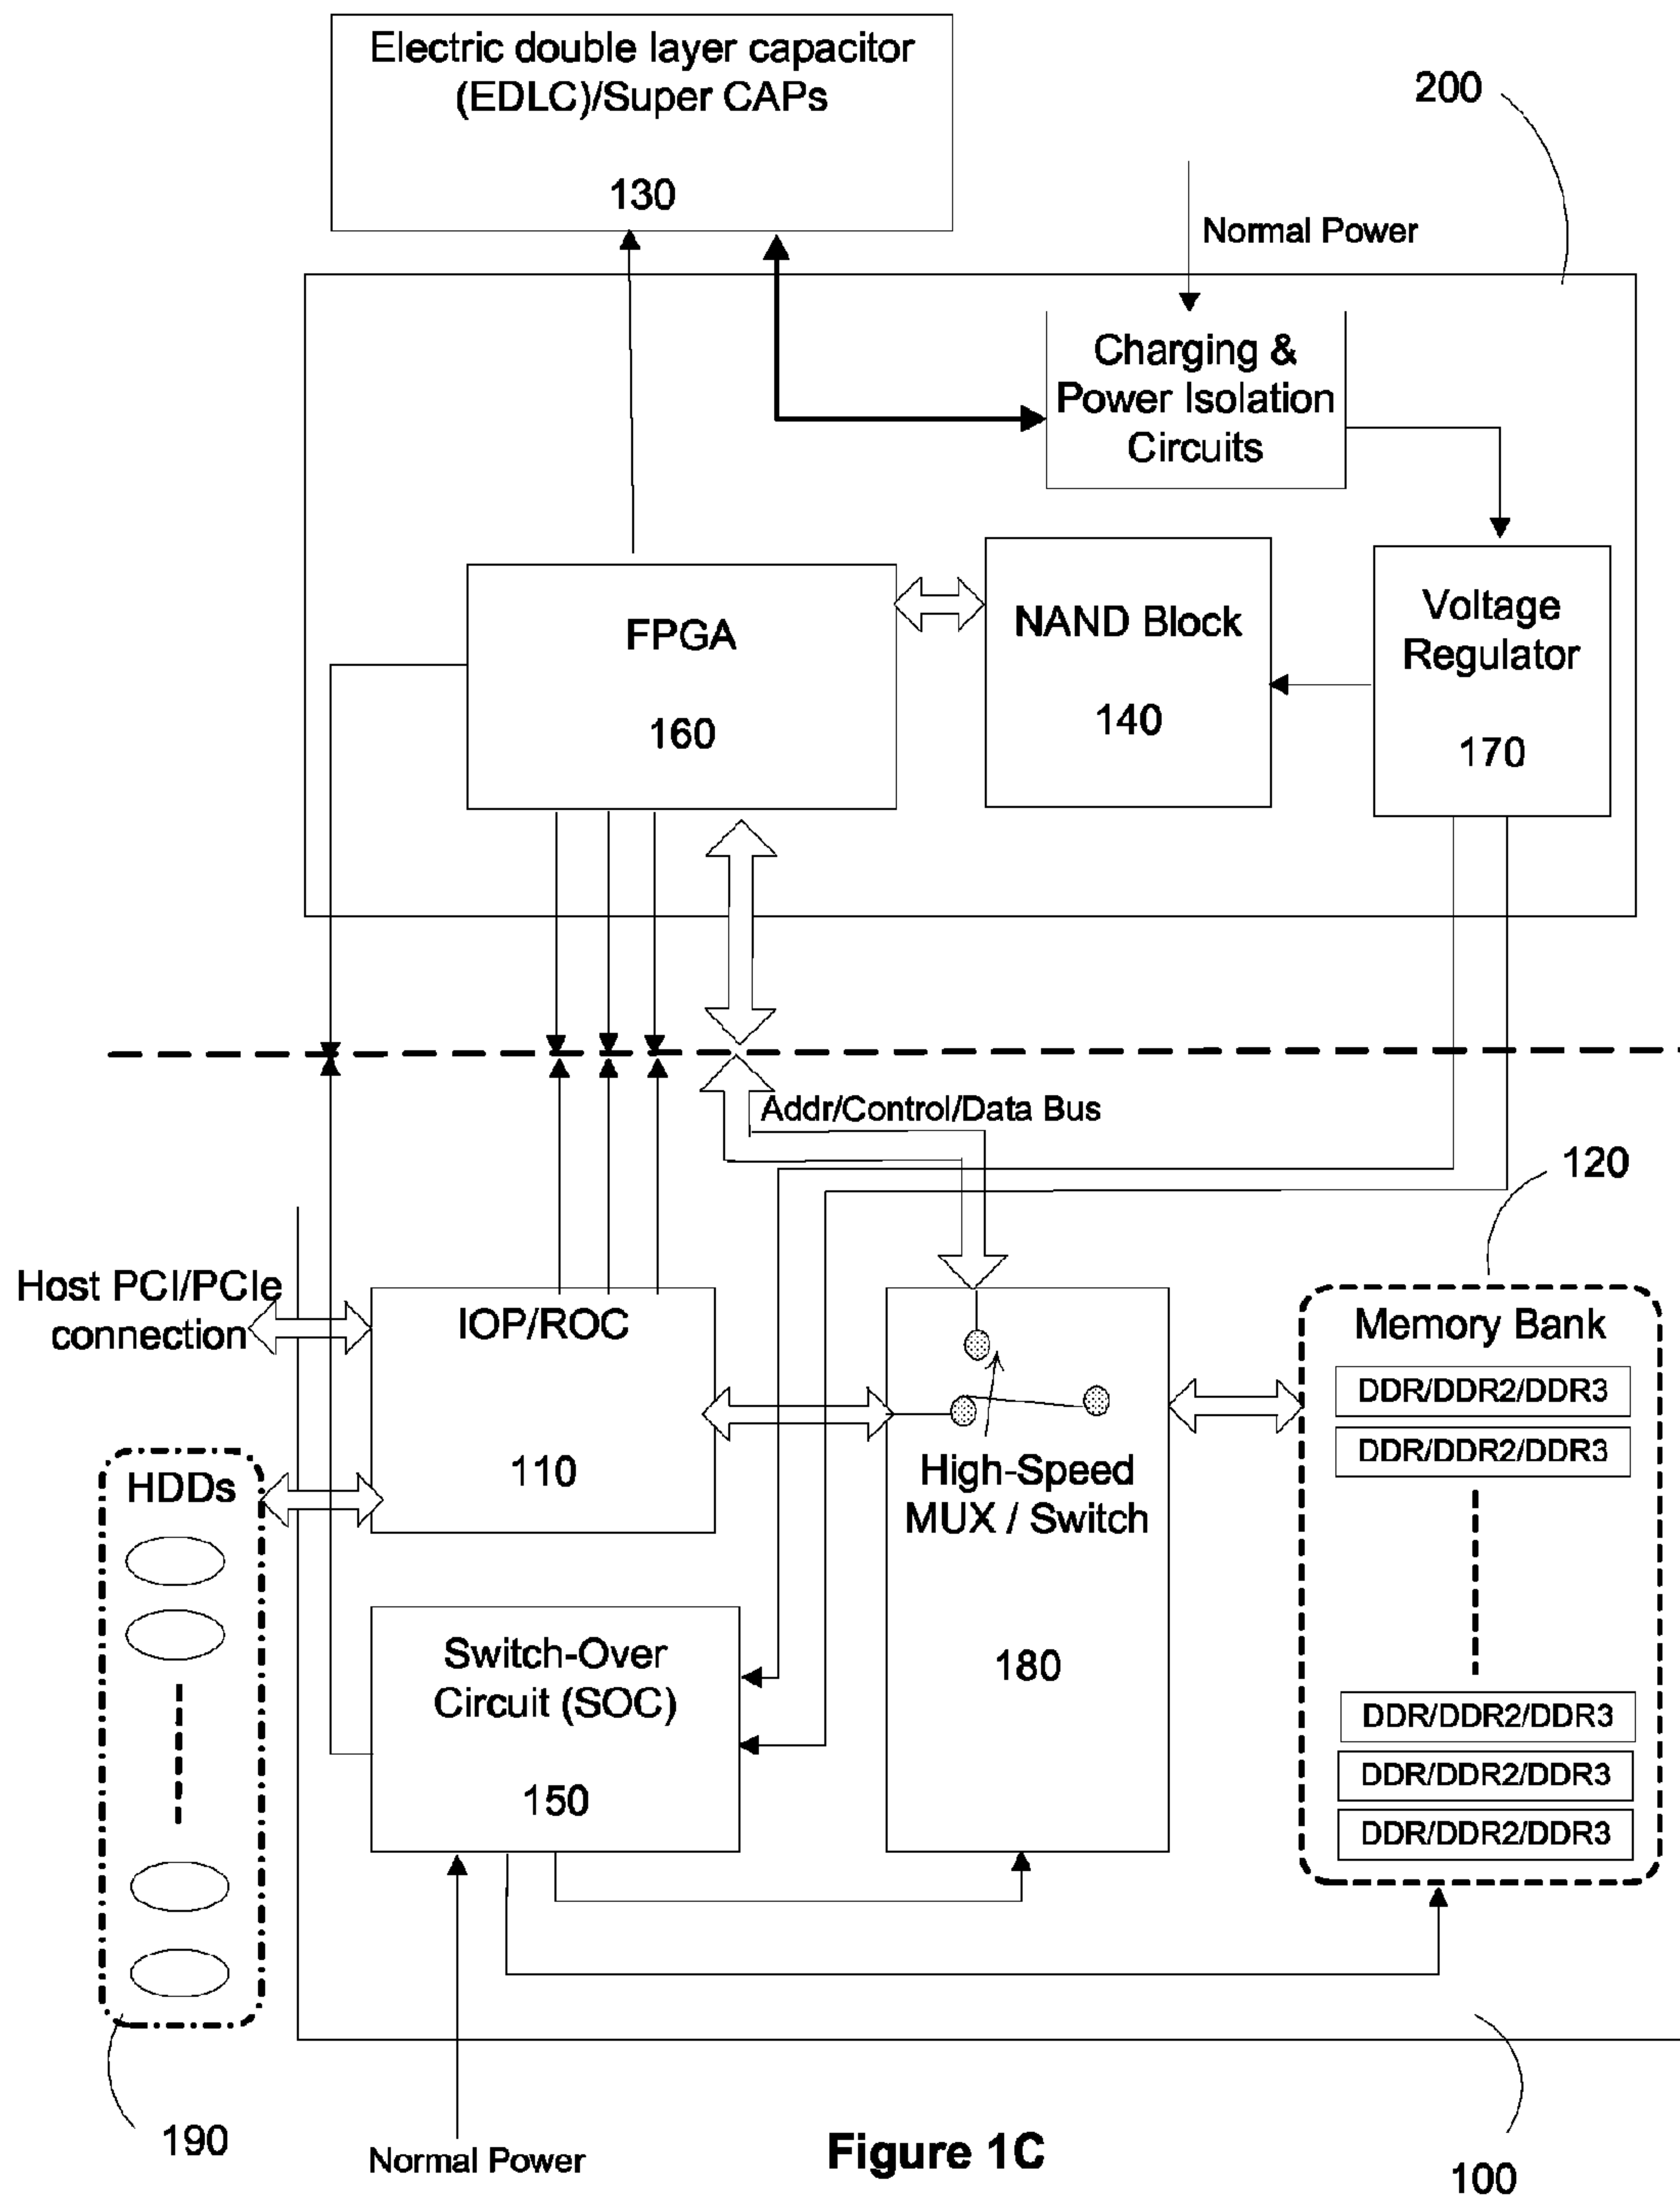 Electric double layer capacitor
(EDLC)/Super CAPs
130
200
Normal Power
Charging &
Power Isolation
Circuits
FPGA
160
NAND Block
140
Voltage
Regulator
170
Addr/Control/Data Bus
120
Host PCI/PCIe
connection
IOP/ROC
110
High-Speed
MUX / Switch
180
Memory Bank
DDR/DDR2/DDR3
DDR/DDR2/DDR3
DDR/DDR2/DDR3
DDR/DDR2/DDR3
DDR/DDR2/DDR3
HDDs
Switch-Over
Circuit (SOC)
150
190
Normal Power
Figure 1C
100